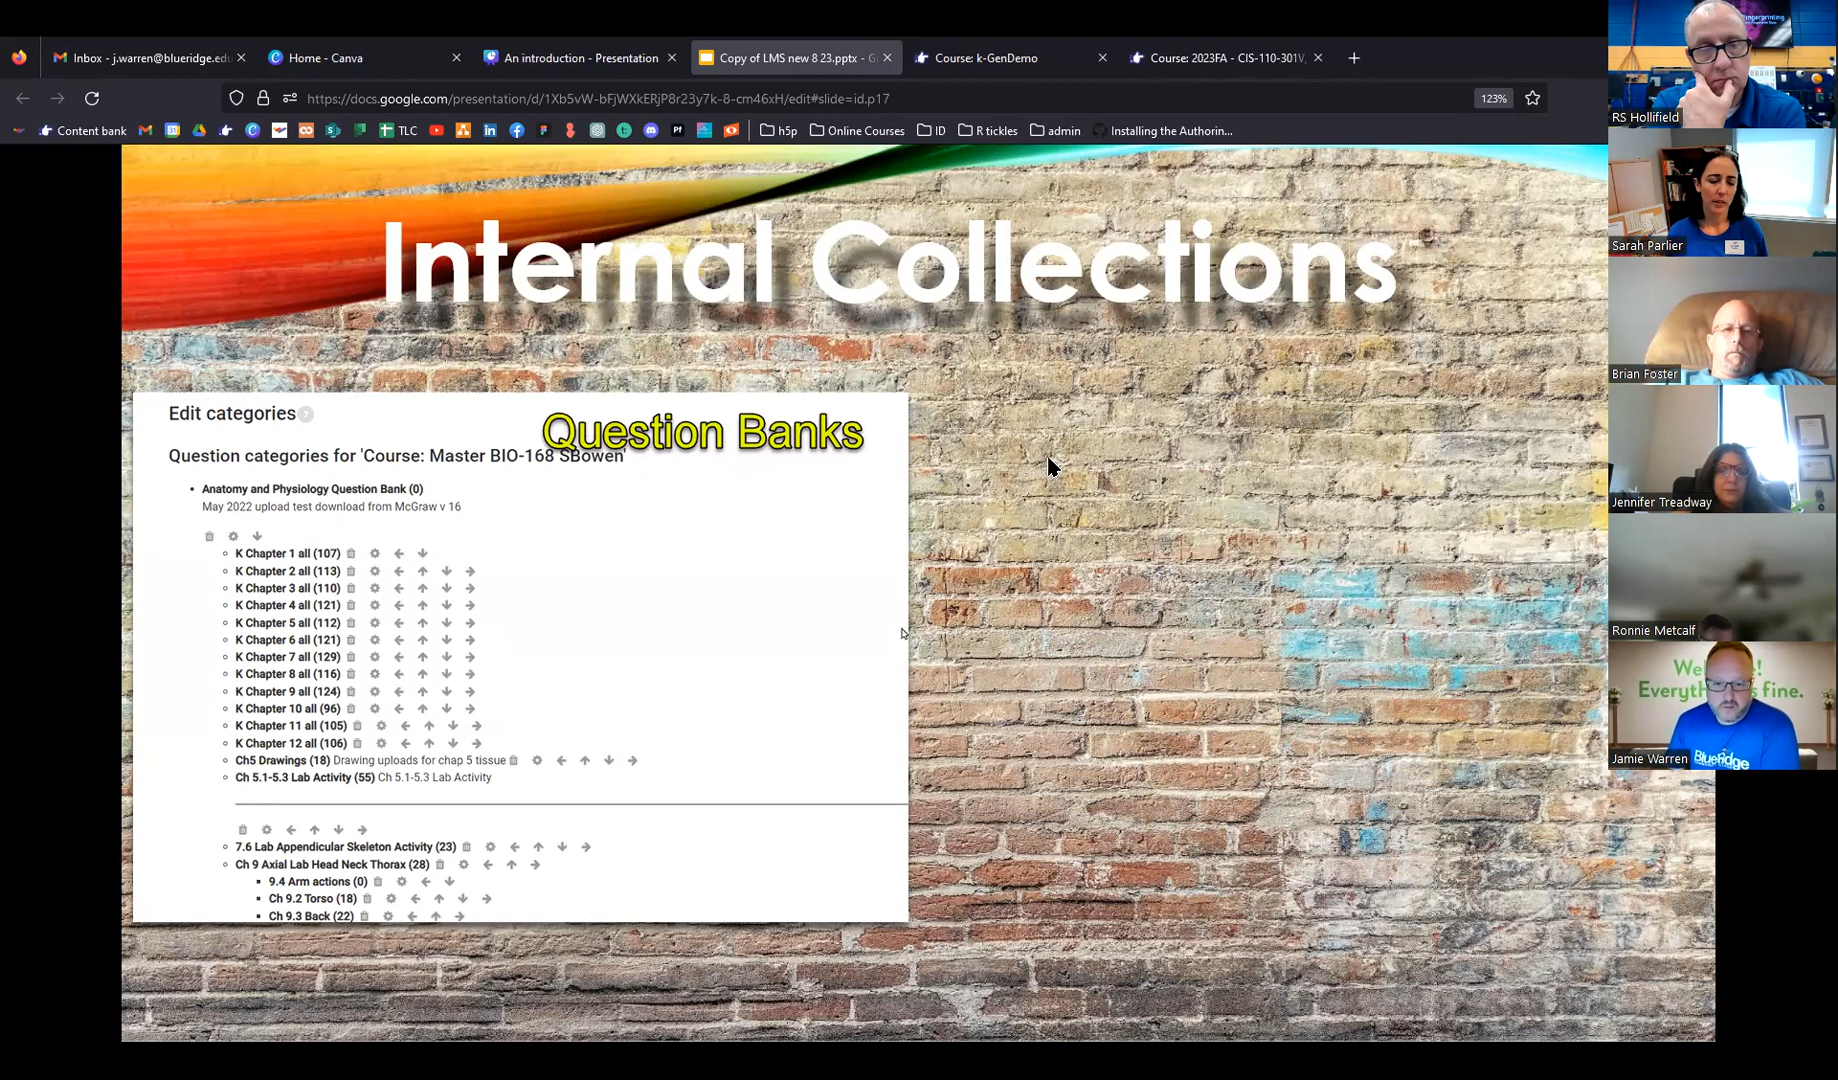 Inbox - j.warren@blueridge.edu
Home - Canva
An introduction - Presentation
Copy of LMS new 8 23.pptx - G
Course: k-GenDemo
Course: 2023FA - CIS-110-301V,
https://docs.google.com/presentation/d/1Xb5vW-bFjWXkERjP8r23y7k-8-cm46xH/edit#slide=id.p17
123%
Content bank
TLC
h5p
Online Courses
ID
R tickles
admin
Installing the Authorin...
Internal Collections
Edit categories
Question Banks
Question categories for 'Course: Master BIO-168 SBowen'
Anatomy and Physiology Question Bank (0)
May 2022 upload test download from McGraw v 16
K Chapter 1 all (107)
K Chapter 2 all (113)
K Chapter 3 all (110)
K Chapter 4 all (121)
K Chapter 5 all (112)
K Chapter 6 all (121)
K Chapter 7 all (129)
K Chapter 8 all (116)
K Chapter 9 all (124)
K Chapter 10 all (96)
K Chapter 11 all (105)
K Chapter 12 all (106)
Ch5 Drawings (18) Drawing uploads for chap 5 tissue
Ch 5.1-5.3 Lab Activity (55) Ch 5.1-5.3 Lab Activity
7.6 Lab Appendicular Skeleton Activity (23)
Ch 9 Axial Lab Head Neck Thorax (28)
9.4 Arm actions (0)
Ch 9.2 Torso (18)
Ch 9.3 Back (22)
RS Hollifield
Sarah Parlier
Brian Foster
Jennifer Treadway
Ronnie Metcalf
fine.
BlueRidge
Jamie Warren